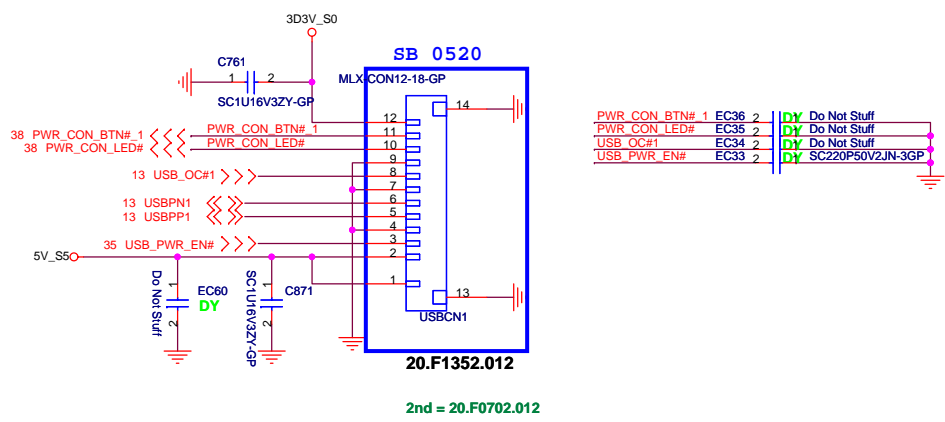 3D3V_S0
SB 0520
C761
1 2
SC1U16V3ZY-GP
MLX-CON12-18-GP
14
12
38 PWR_CON_BTN#_1 PWR_CON_BTN#_1 11
38 PWR_CON_LED# PWR_CON_LED# 10
9
13 USB_OC#1 8
7
13 USBPN1 6
13 USBPP1 5
4
35 USB_PWR_EN# 3
5V_S5 2
1
13
USBCN1
EC60
DY
Do Not Stuff
1
2
C871
SC1U16V3ZY-GP
1
2
20.F1352.012
2nd = 20.F0702.012
PWR_CON_BTN#_1 EC36 2 DY 1 Do Not Stuff
PWR_CON_LED# EC35 2 DY 1 Do Not Stuff
USB_OC#1 EC34 2 DY 1 Do Not Stuff
USB_PWR_EN# EC33 2 DY 1 SC220P50V2JN-3GP